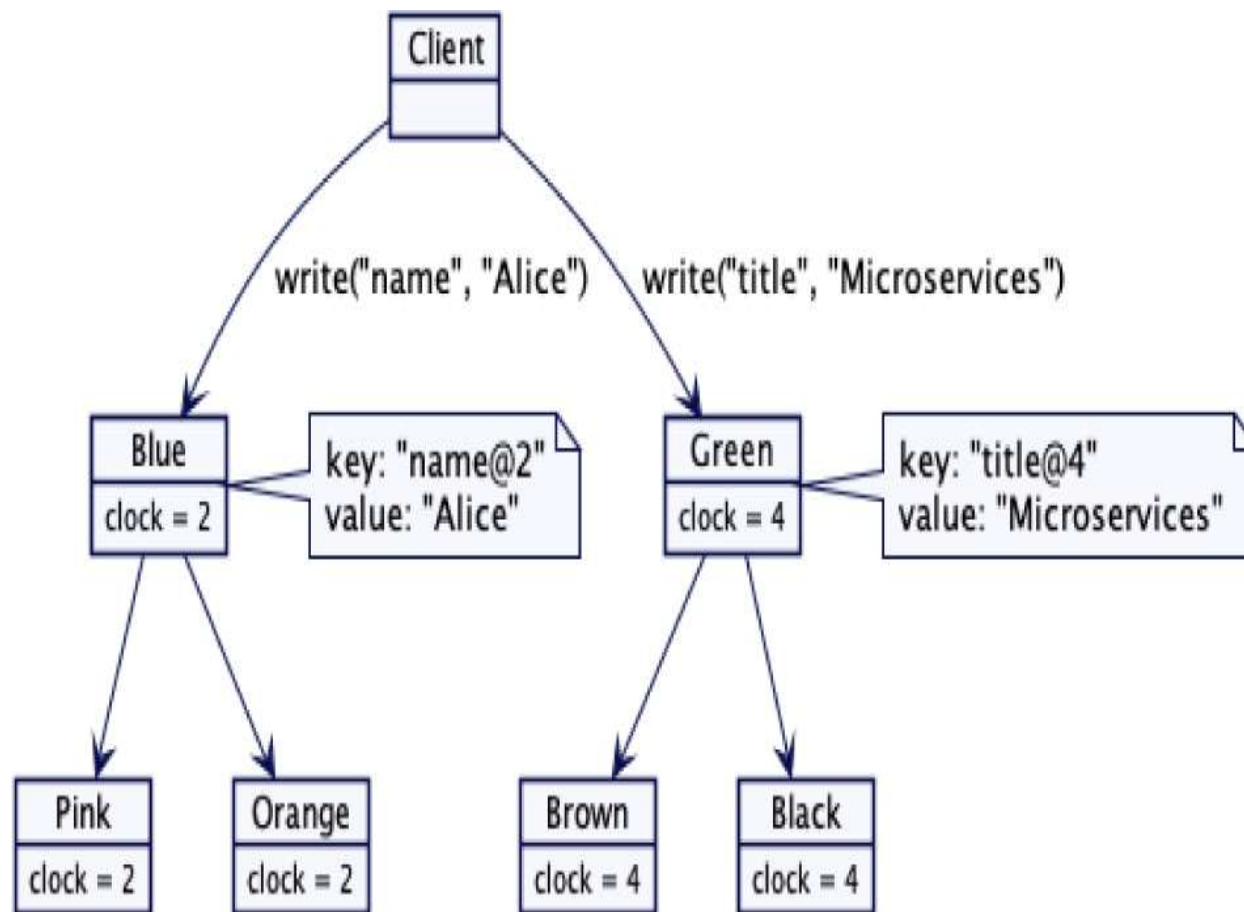 Client
write("name", "Alice")
write("title", "Microservices")
Blue
clock = 2
key: "name@2"
value: "Alice"
Green
clock = 4
key: "title@4"
value: "Microservices"
Pink
clock = 2
Orange
clock = 2
Brown
clock = 4
Black
clock = 4